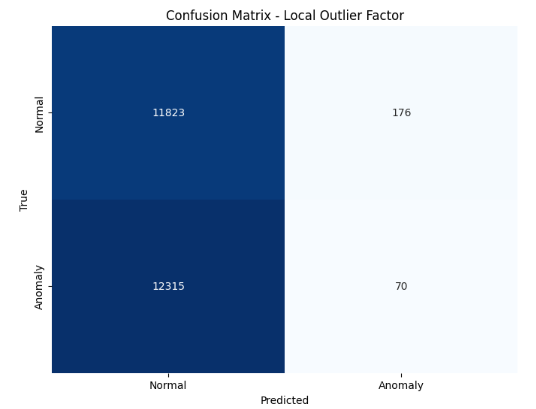 Confusion Matrix - Local Outlier Factor
True
Normal
11823
176
Anomaly
12315
70
Normal
Anomaly
Predicted